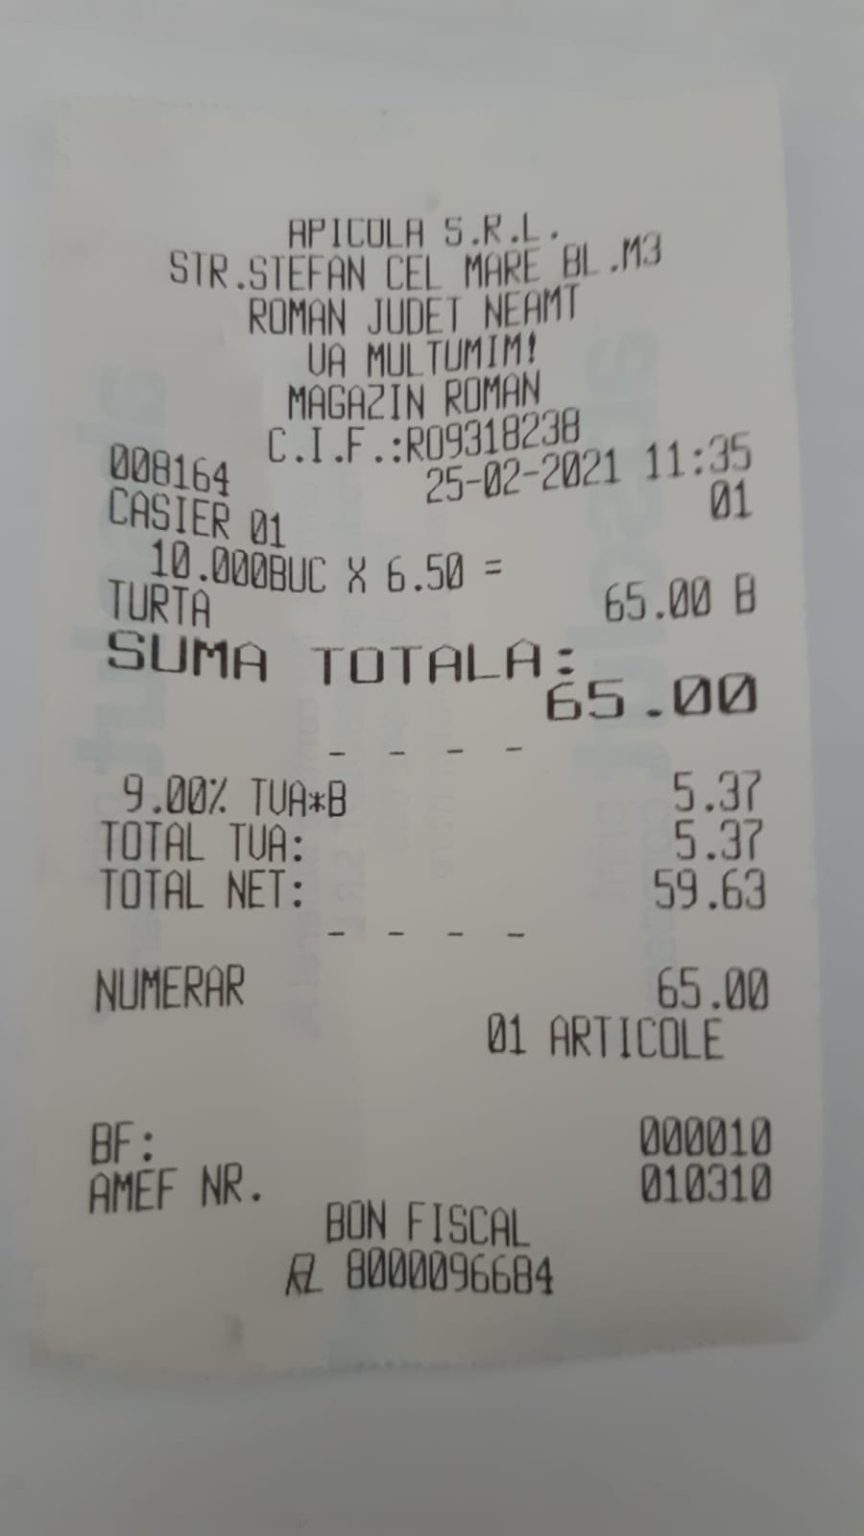 APICOLA S.R.L.
STR.STEFAN CEL MARE BL.M3
ROMAN JUDET NEAMT
VA MULTUMIM!
MAGAZIN ROMAN
C.I.F.:RO9318238
008164 25-02-2021 11:35
CASIER 01 01
10.000BUC X 6.50 =
TURTA 65.00 B
SUMA TOTALA:
65.00
- - - -
9.00% TVA*B 5.37
TOTAL TVA: 5.37
TOTAL NET: 59.63
- - - -
NUMERAR 65.00
01 ARTICOLE
BF: 000010
AMEF NR. 010310
BON FISCAL
8000096684